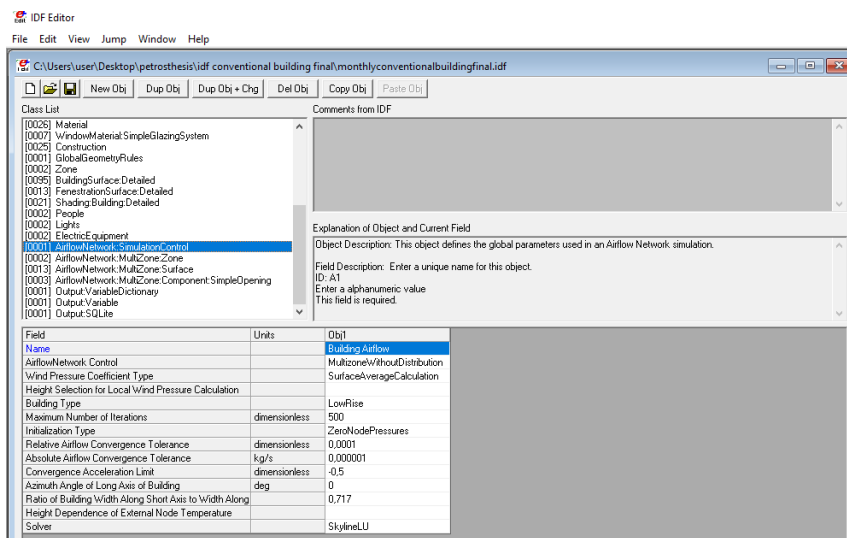 IDF Editor
File Edit View Jump Window Help
C:\Users\user\Desktop\petrosthesis\idf conventional building final\monthlyconventionalbuildingfinal.idf
New Obj Dup Obj Dup Obj + Chg Del Obj Copy Obj Paste Obj
Class List
[0026] Material
[0007] WindowMaterial:SimpleGlazingSystem
[0025] Construction
[0001] GlobalGeometryRules
[0002] Zone
[0095] BuildingSurface:Detailed
[0013] FenestrationSurface:Detailed
[0021] Shading:Building:Detailed
[0002] People
[0002] Lights
[0002] ElectricEquipment
[0001] AirflowNetwork:SimulationControl
[0002] AirflowNetwork:MultiZone:Zone
[0013] AirflowNetwork:MultiZone:Surface
[0003] AirflowNetwork:MultiZone:Component:SimpleOpening
[0001] Output:VariableDictionary
[0001] Output:Variable
[0001] Output:SQLite
Comments from IDF
Explanation of Object and Current Field
Object Description: This object defines the global parameters used in an Airflow Network simulation.
Field Description: Enter a unique name for this object.
ID: A1
Enter a alphanumeric value
This field is required.
Field Units Obj1
Name Building Airflow
AirflowNetwork Control MultizoneWithoutDistribution
Wind Pressure Coefficient Type SurfaceAverageCalculation
Height Selection for Local Wind Pressure Calculation
Building Type LowRise
Maximum Number of Iterations dimensionless 500
Initialization Type ZeroNodePressures
Relative Airflow Convergence Tolerance dimensionless 0,0001
Absolute Airflow Convergence Tolerance kg/s 0,000001
Convergence Acceleration Limit dimensionless -0,5
Azimuth Angle of Long Axis of Building deg 0
Ratio of Building Width Along Short Axis to Width Along 0,717
Height Dependence of External Node Temperature
Solver SkylineLU